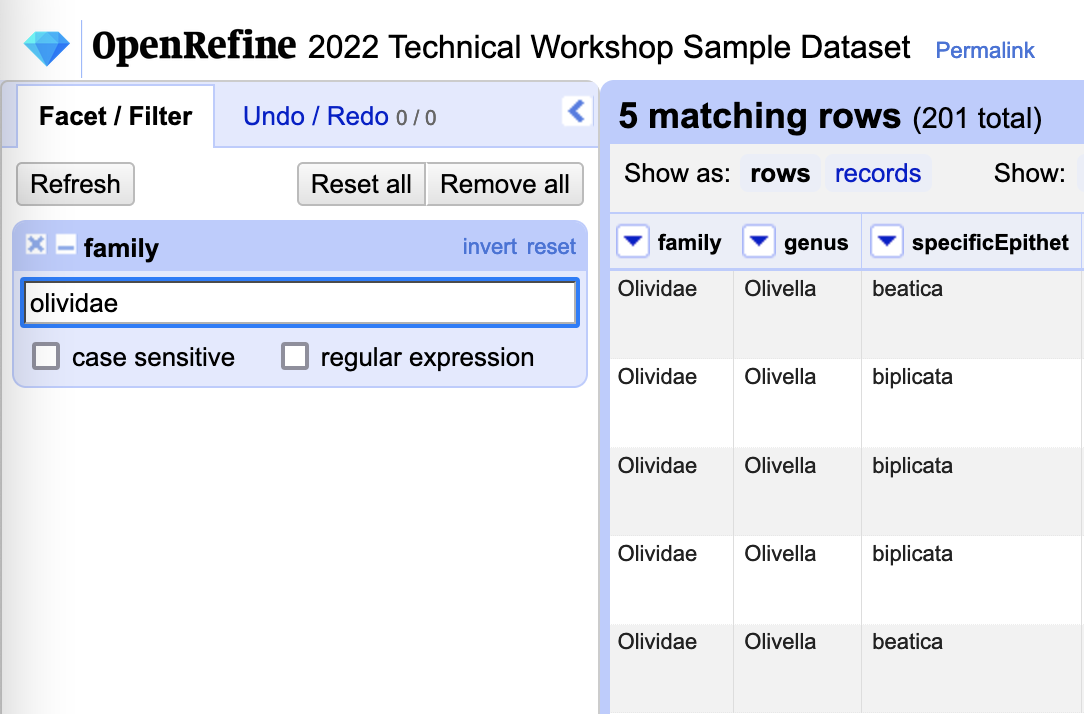 OpenRefine 2022 Technical Workshop Sample Dataset Permalink
Facet / Filter Undo / Redo 0 / 0
Refresh Reset all Remove all
family invert reset
olividae
case sensitive regular expression
5 matching rows (201 total)
Show as: rows records Show:
family genus specificEpithet
Olividae Olivella beatica
Olividae Olivella biplicata
Olividae Olivella biplicata
Olividae Olivella biplicata
Olividae Olivella beatica